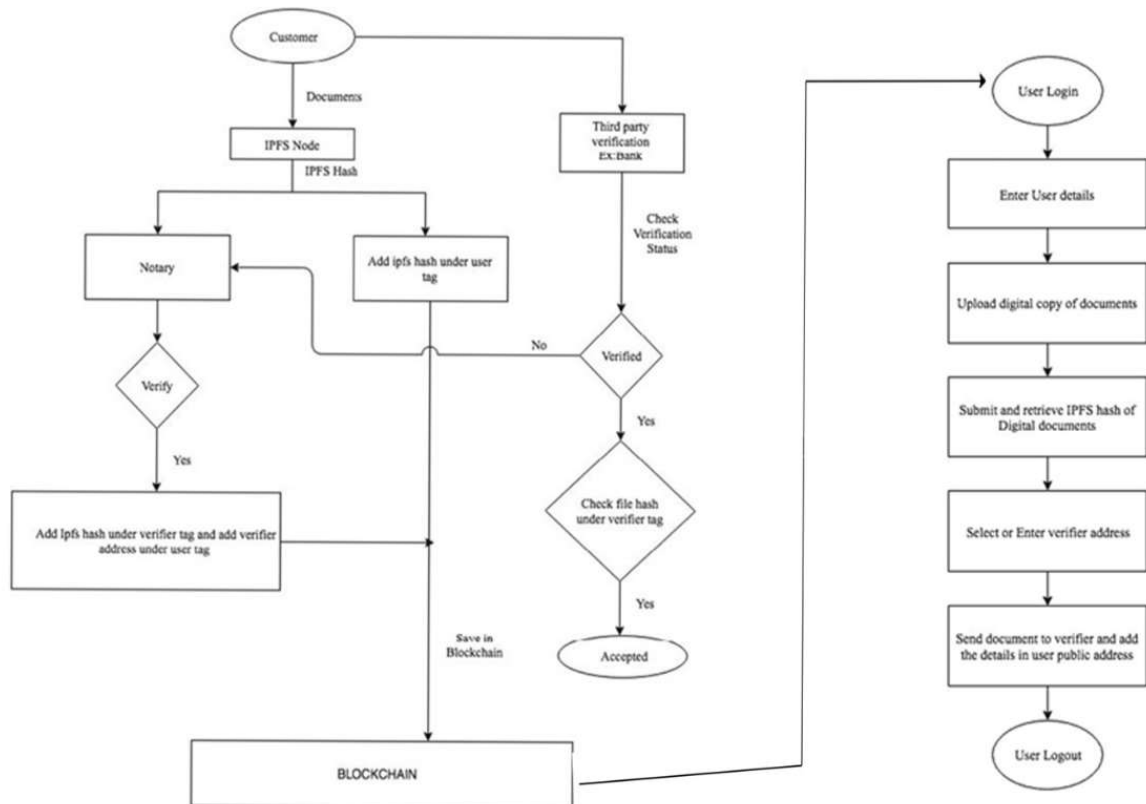 Customer
Documents
IPFS Node
IPFS Hash
Notary
Add ipfs hash under user
tag
Verify
Yes
Add Ipfs hash under verifier tag and add verifier
address under user tag
Save in
Blockchain
BLOCKCHAIN
Third party
verification
Ex:Bank
Check
Verification
Status
No
Verified
Yes
Check file hash
under verifier tag
Yes
Accepted
User Login
Enter User details
Upload digital copy of documents
Submit and retrieve IPFS hash of
Digital documents
Select or Enter verifier address
Send document to verifier and add
the details in user public address
User Logout